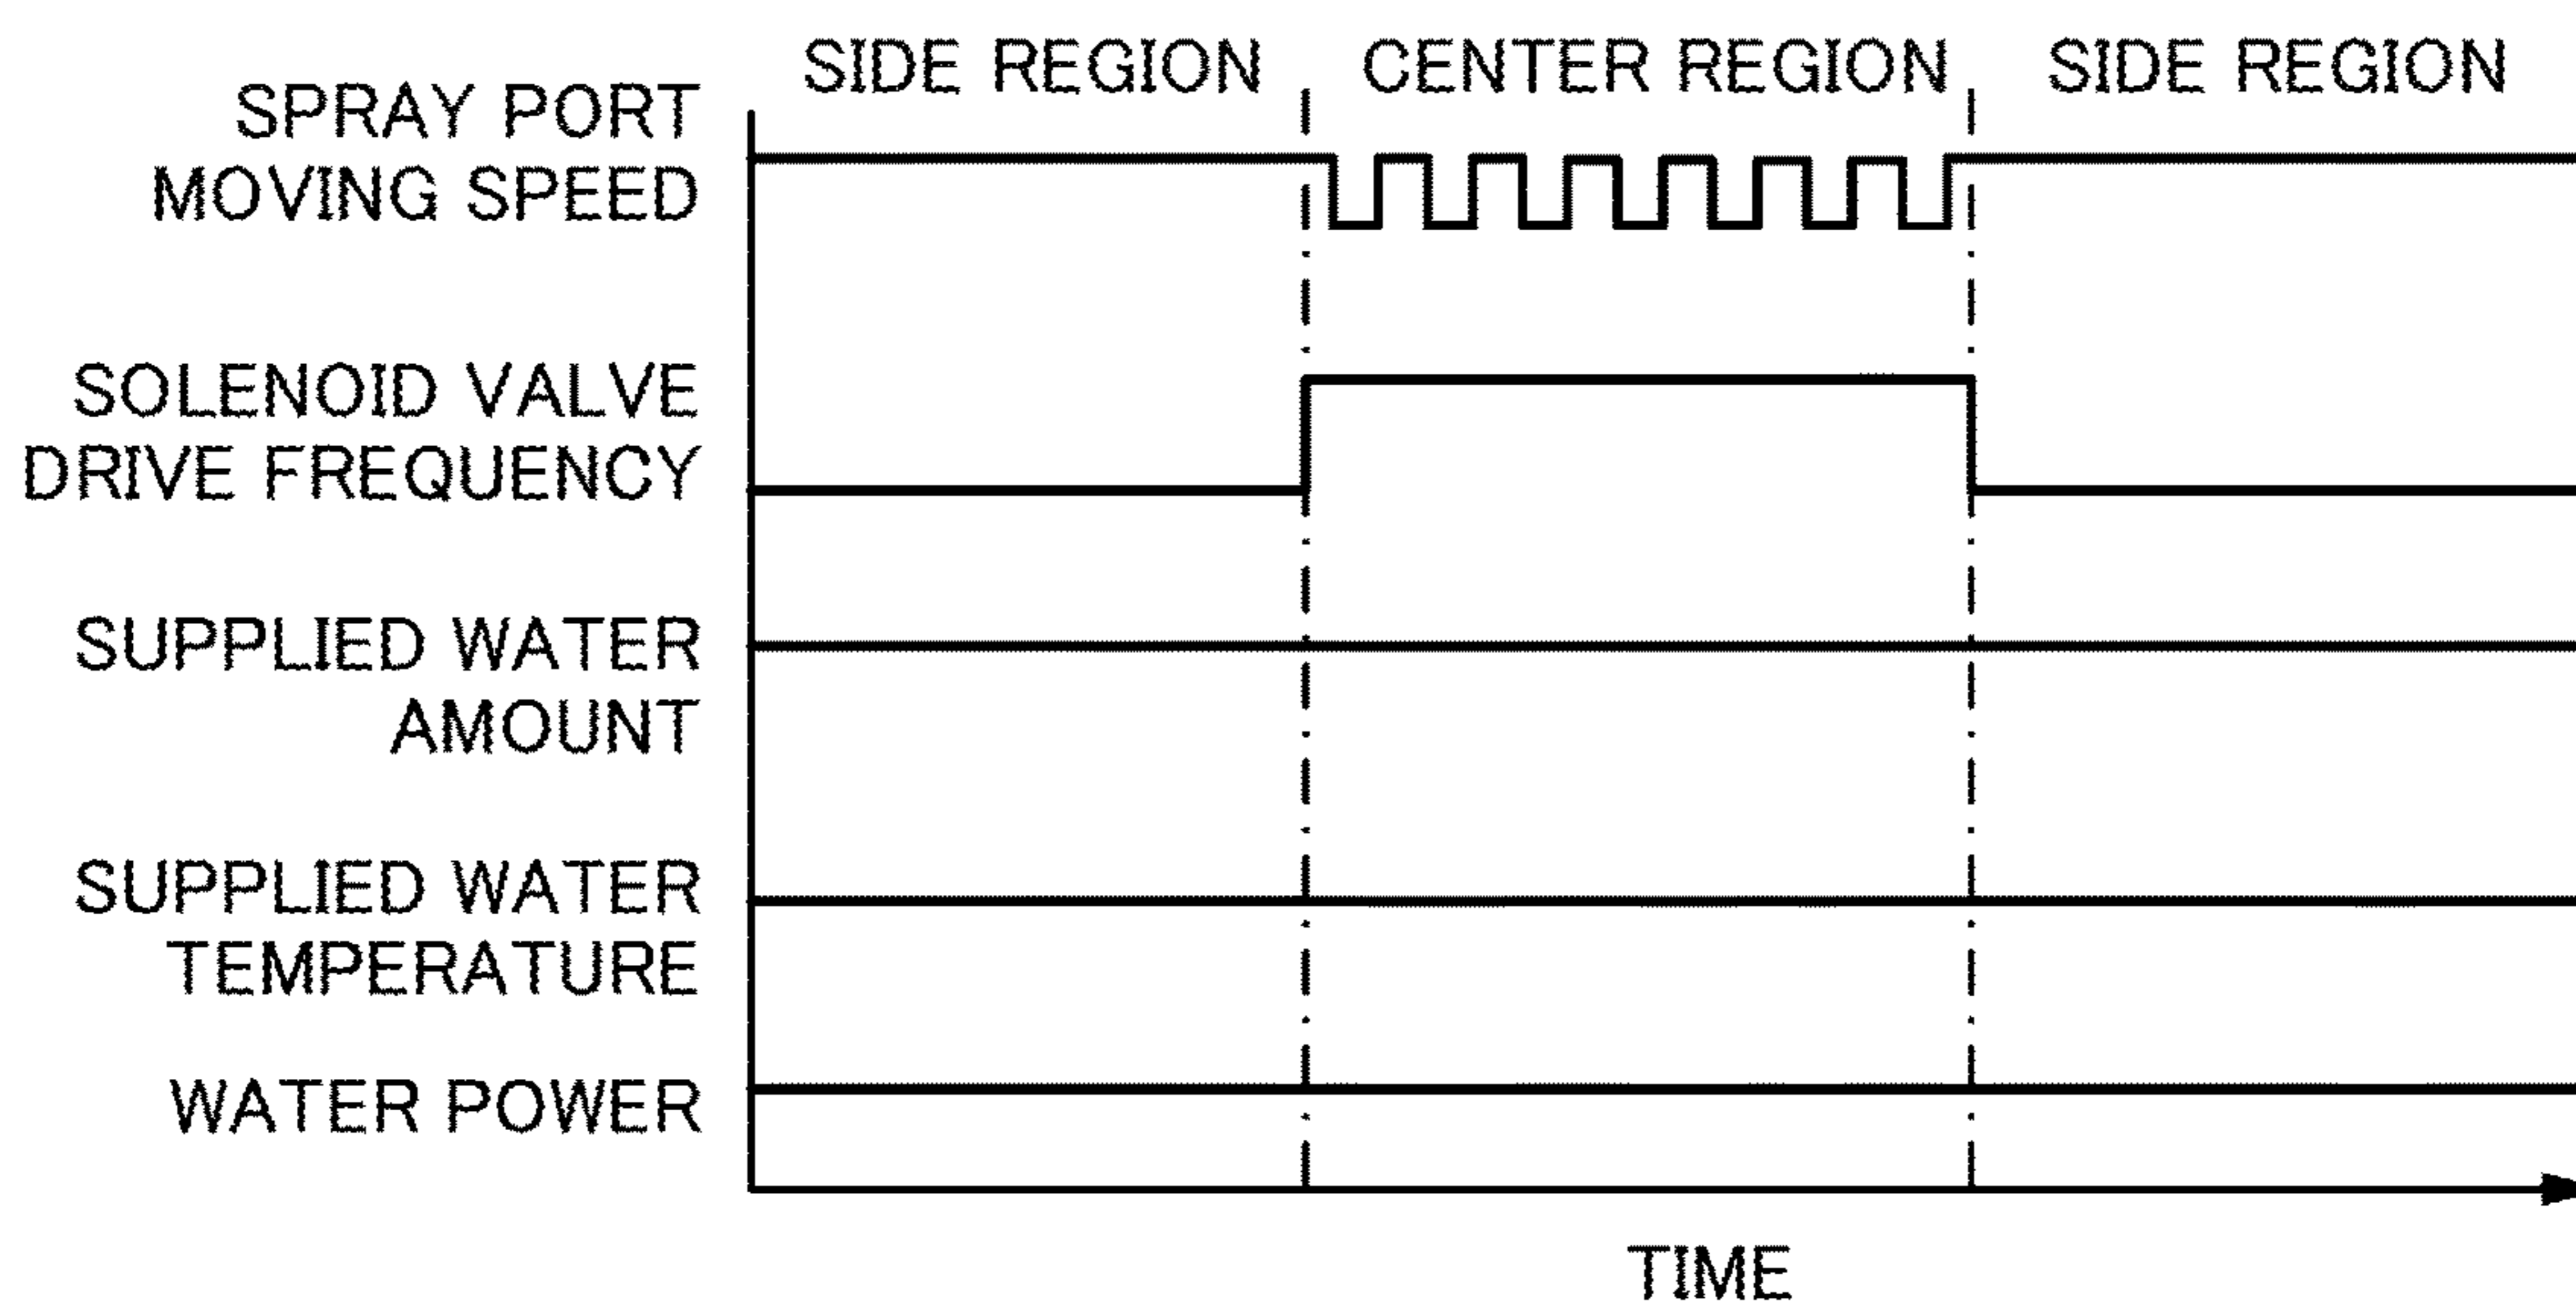 SIDE REGION CENTER REGION SIDE REGION
SPRAY PORT
MOVING SPEED
SOLENOID VALVE
DRIVE FREQUENCY
SUPPLIED WATER
AMOUNT
SUPPLIED WATER
TEMPERATURE
WATER POWER
TIME